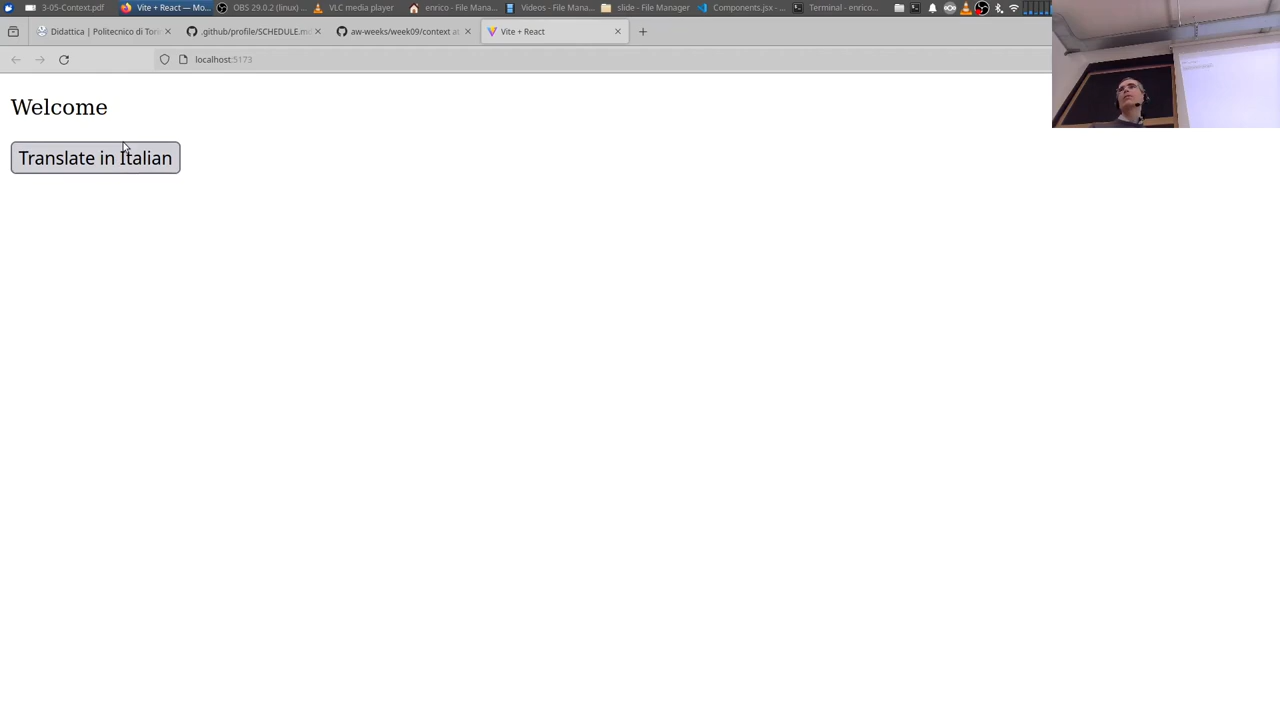 3-05-Context.pdf
Vite + React — Mo...
OBS 29.0.2 (linux) ...
VLC media player
enrico - File Mana...
Videos - File Mana...
slide - File Manager
Components.jsx - ...
Terminal - enrico...
Didattica | Politecnico di Tori
.github/profile/SCHEDULE.m
aw-weeks/week09/context a
Vite + React
localhost:5173
Welcome
Translate in Italian